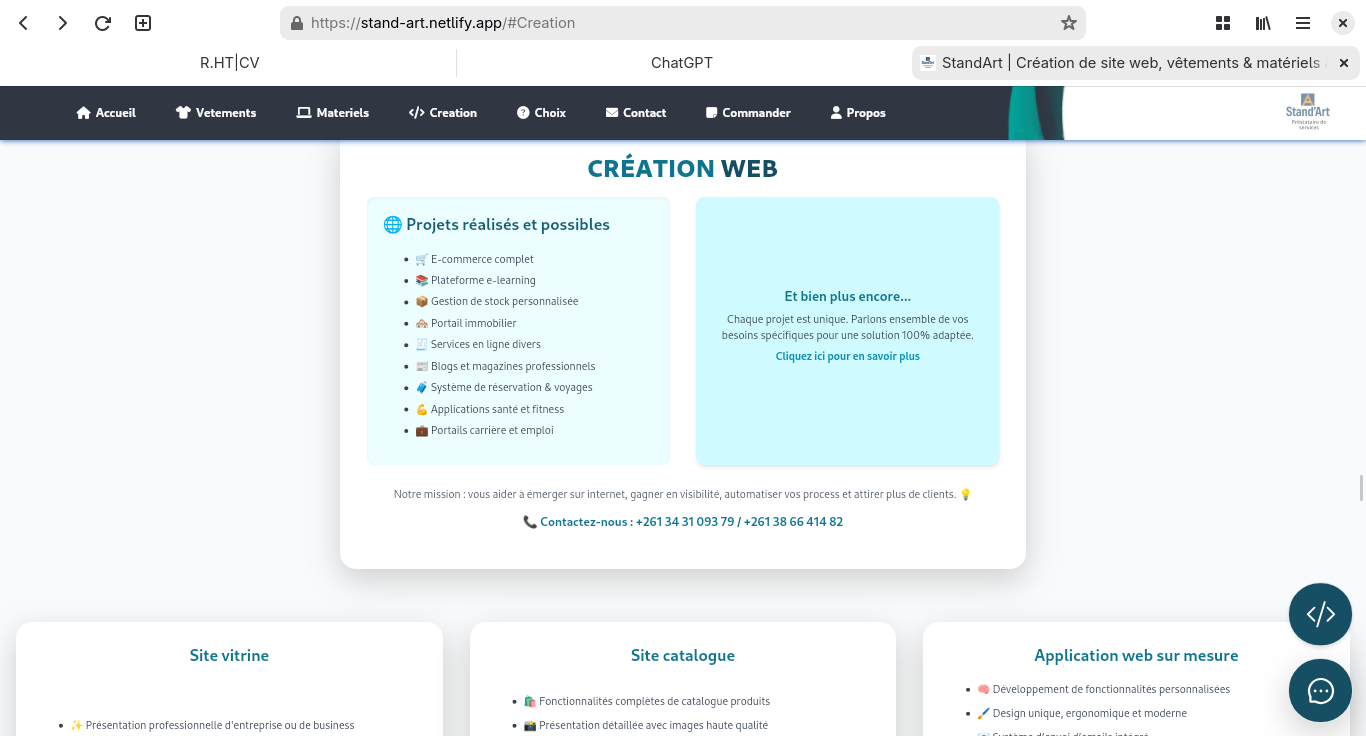 https://stand-art.netlify.app/#Creation
R.HT|CV
ChatGPT
StandArt | Création de site web, vêtements & matériels
Accueil
Vetements
Materiels
Creation
Choix
Contact
Commander
Propos
Stand'Art
Prestataire de
services
CRÉATION WEB
🌐 Projets réalisés et possibles
• 🛒 E-commerce complet
• 📚 Plateforme e-learning
• 📦 Gestion de stock personnalisée
• 🏘️ Portail immobilier
• 🧾 Services en ligne divers
• 📰 Blogs et magazines professionnels
• 🧳 Système de réservation & voyages
• 💪 Applications santé et fitness
• 💼 Portails carrière et emploi
Et bien plus encore...
Chaque projet est unique. Parlons ensemble de vos
besoins spécifiques pour une solution 100% adaptée.
Cliquez ici pour en savoir plus
Notre mission : vous aider à émerger sur internet, gagner en visibilité, automatiser vos process et attirer plus de clients. 💡
📞 Contactez-nous : +261 34 31 093 79 / +261 38 66 414 82
Site vitrine
• ✨ Présentation professionnelle d'entreprise ou de business
Site catalogue
• 🛍️ Fonctionnalités complètes de catalogue produits
• 📸 Présentation détaillée avec images haute qualité
Application web sur mesure
• 🧠 Développement de fonctionnalités personnalisées
• 🖌️ Design unique, ergonomique et moderne
• 📧 Système d'envoi d'emails intégré